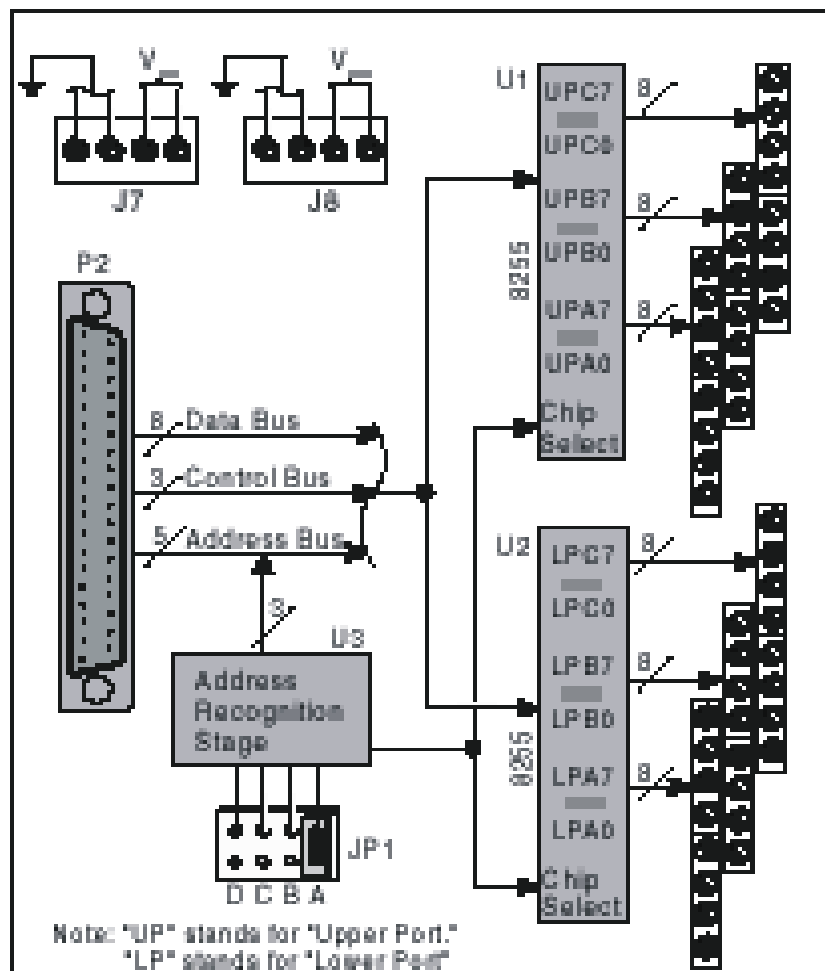 V V
J7 J8
P2
8 Data Bus
3 Control Bus
5 Address Bus
3
U3
Address
Recognition
Stage
JP1
D C B A
U1
8255
UPC7 8
UPC0
UPB7 8
UPB0
UPA7 8
UPA0
Chip
Select
U2
8255
LPC7 8
LPC0
LPB7 8
LPB0
LPA7 8
LPA0
Chip
Select
Note: "UP" stands for "Upper Port."
"LP" stands for "Lower Port"